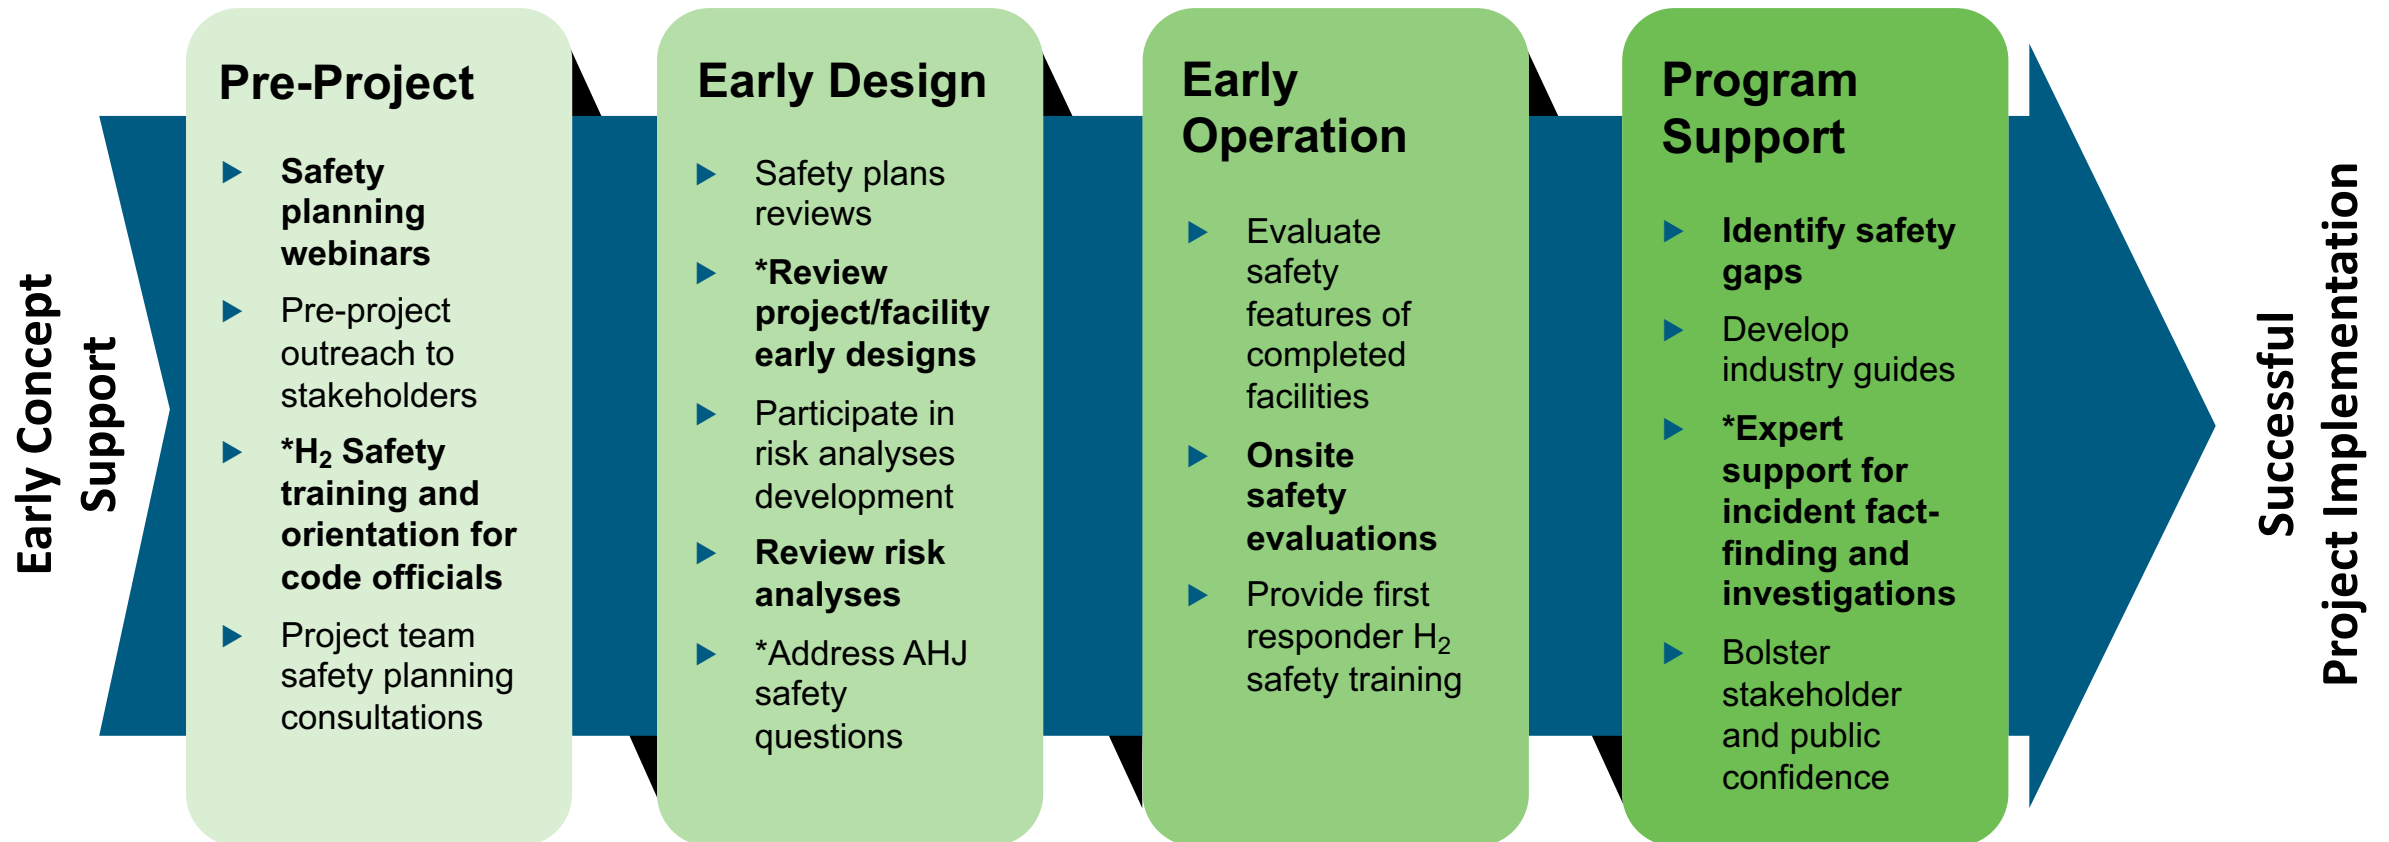 Early Concept
Support
Pre-Project
Safety
planning
webinars
Pre-project
outreach to
stakeholders
*H₂ Safety
training and
orientation for
code officials
Project team
safety planning
consultations
Early Design
Safety plans
reviews
*Review
project/facility
early designs
Participate in
risk analyses
development
Review risk
analyses
*Address AHJ
safety
questions
Early
Operation
Evaluate
safety
features of
completed
facilities
Onsite
safety
evaluations
Provide first
responder H₂
safety training
Program
Support
Identify safety
gaps
Develop
industry guides
*Expert
support for
incident fact-
finding and
investigations
Bolster
stakeholder
and public
confidence
Successful
Project Implementation